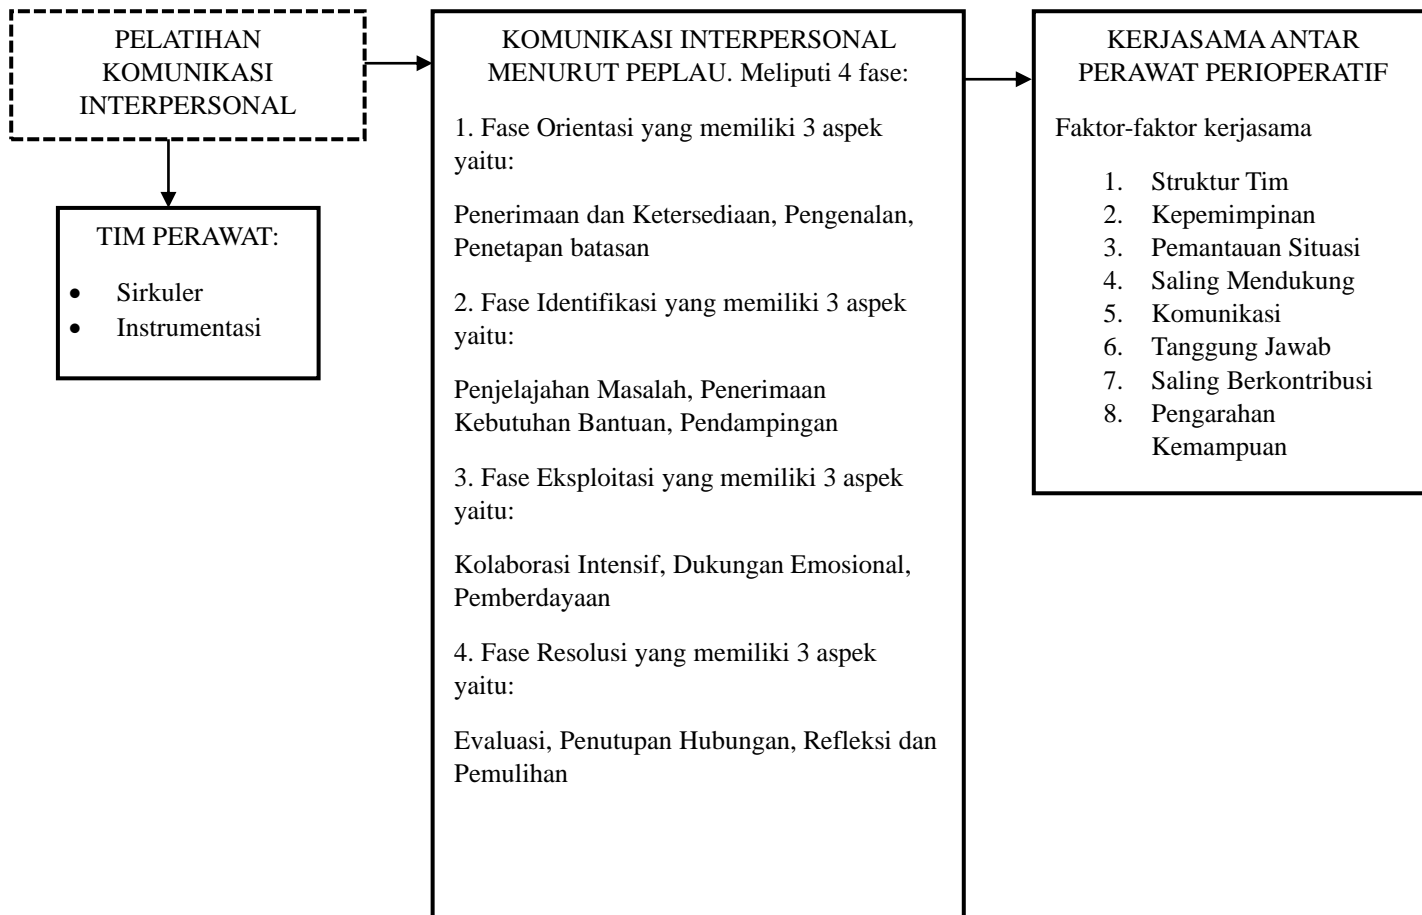 PELATIHAN
KOMUNIKASI
INTERPERSONAL
TIM PERAWAT:
• Sirkuler
• Instrumentasi
KOMUNIKASI INTERPERSONAL
MENURUT PEPLAU. Meliputi 4 fase:
1. Fase Orientasi yang memiliki 3 aspek
yaitu:
Penerimaan dan Ketersediaan, Pengenalan,
Penetapan batasan
2. Fase Identifikasi yang memiliki 3 aspek
yaitu:
Penjelajahan Masalah, Penerimaan
Kebutuhan Bantuan, Pendampingan
3. Fase Eksploitasi yang memiliki 3 aspek
yaitu:
Kolaborasi Intensif, Dukungan Emosional,
Pemberdayaan
4. Fase Resolusi yang memiliki 3 aspek
yaitu:
Evaluasi, Penutupan Hubungan, Refleksi dan
Pemulihan
KERJASAMA ANTAR
PERAWAT PERIOPERATIF
Faktor-faktor kerjasama
1. Struktur Tim
2. Kepemimpinan
3. Pemantauan Situasi
4. Saling Mendukung
5. Komunikasi
6. Tanggung Jawab
7. Saling Berkontribusi
8. Pengarahan
Kemampuan